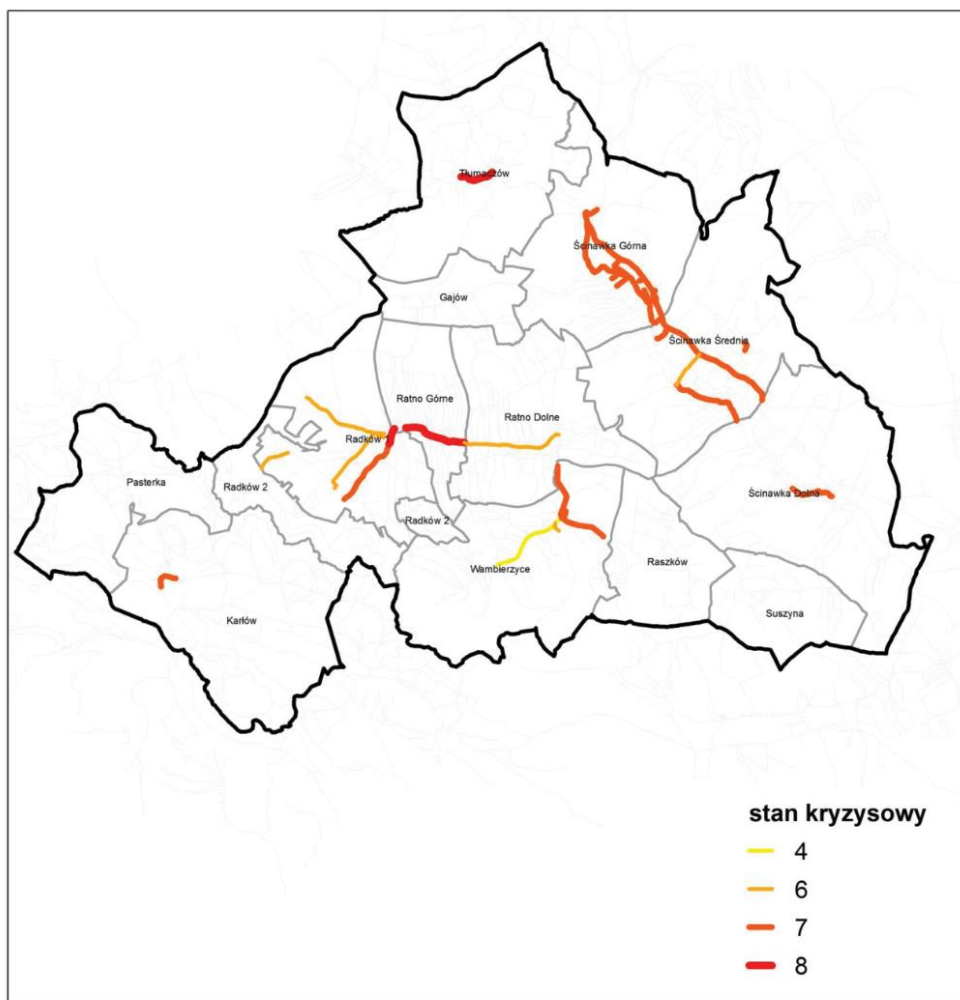 Tłumaczów
Ścinawka Górna
Gajów
Ścinawka Średnia
Ratno Górne
Ratno Dolne
Radków
Pasterka
Radków 2
Ścinawka Dolna
Radków 2
Wambierzyce
Raszków
Suszyna
Karłów
stan kryzysowy
4
6
7
8